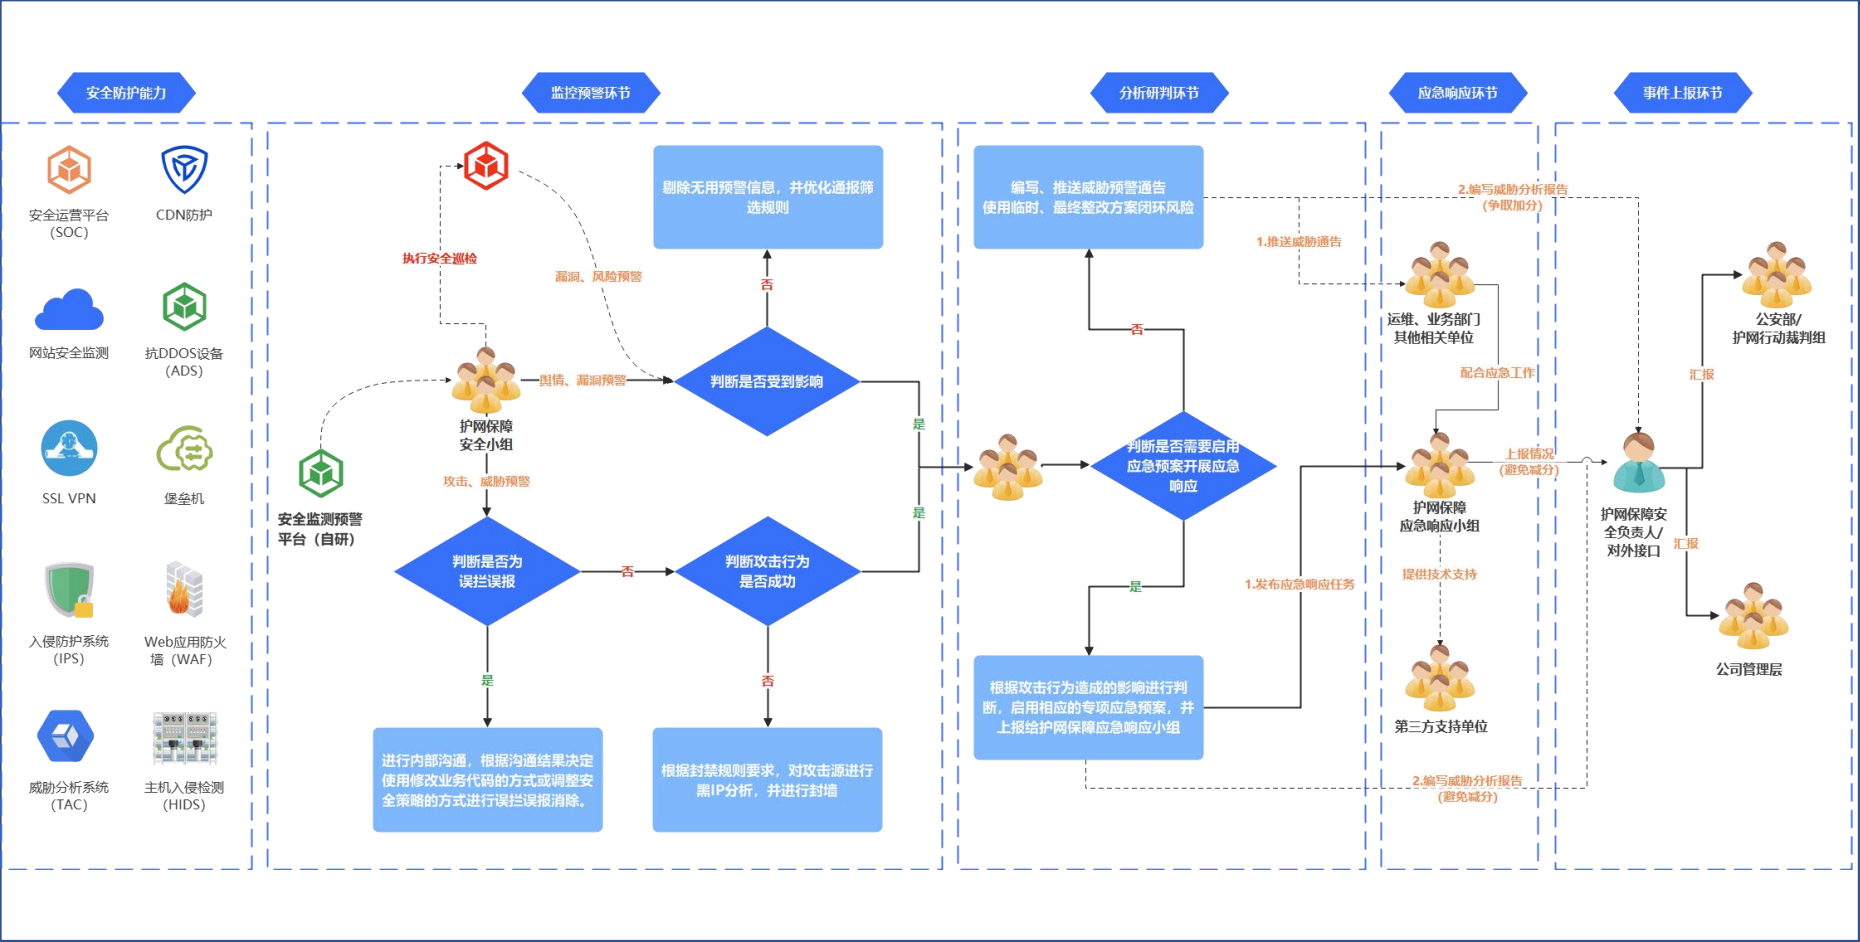 安全防护能力
监控预警环节
分析研判环节
应急响应环节
事件上报环节
安全运营平台
（SOC）
CDN防护
网站安全监测
抗DDOS设备
（ADS）
SSL VPN
堡垒机
入侵防护系统
（IPS）
Web应用防火
墙（WAF）
威胁分析系统
（TAC）
主机入侵检测
（HIDS）
执行安全巡检
漏洞、风险预警
剔除无用预警信息，并优化通报筛
选规则
否
舆情、漏洞预警
判断是否受到影响
护网保障
安全小组
攻击、威胁预警
安全监测预警
平台（自研）
判断是否为
误拦误报
否
判断攻击行为
是否成功
是
是
是
否
进行内部沟通，根据沟通结果决定
使用修改业务代码的方式或调整安
全策略的方式进行误拦误报消除。
根据封禁规则要求，对攻击源进行
黑IP分析，并进行封墙
编写、推送威胁预警通告
使用临时、最终整改方案闭环风险
否
判断是否需要启用
应急预案开展应急
响应
是
根据攻击行为造成的影响进行判
断，启用相应的专项应急预案，并
上报给护网保障应急响应小组
1.推送威胁通告
2.编写威胁分析报告
（争取加分）
运维、业务部门
其他相关单位
配合应急工作
护网保障
应急响应小组
1.发布应急响应任务
上报情况
（避免减分）
提供技术支持
第三方支持单位
2.编写威胁分析报告
（避免减分）
护网保障安
全负责人/
对外接口
汇报
公安部/
护网行动裁判组
汇报
公司管理层